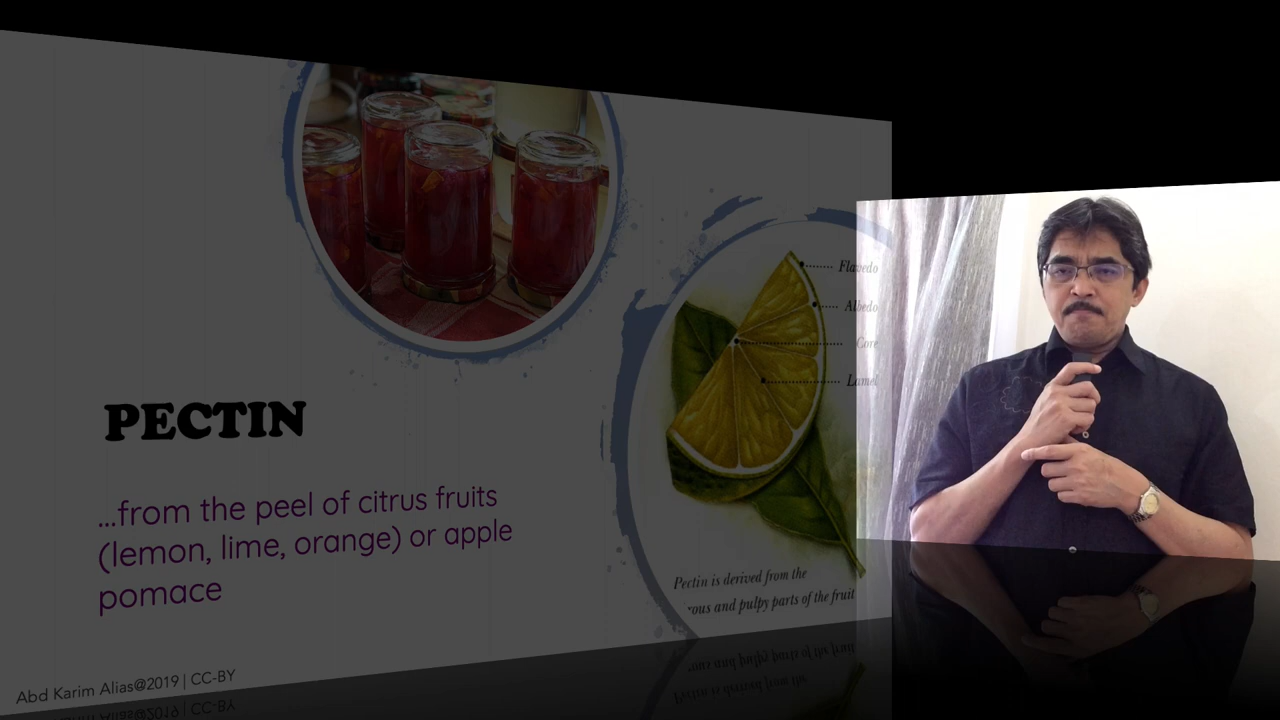 PECTIN
...from the peel of citrus fruits
(lemon, lime, orange) or apple
pomace
Flavedo
Albedo
Core
Pectin is derived from the
and pulpy parts of the fruit
Abd Karim Alias@2019 | CC-BY